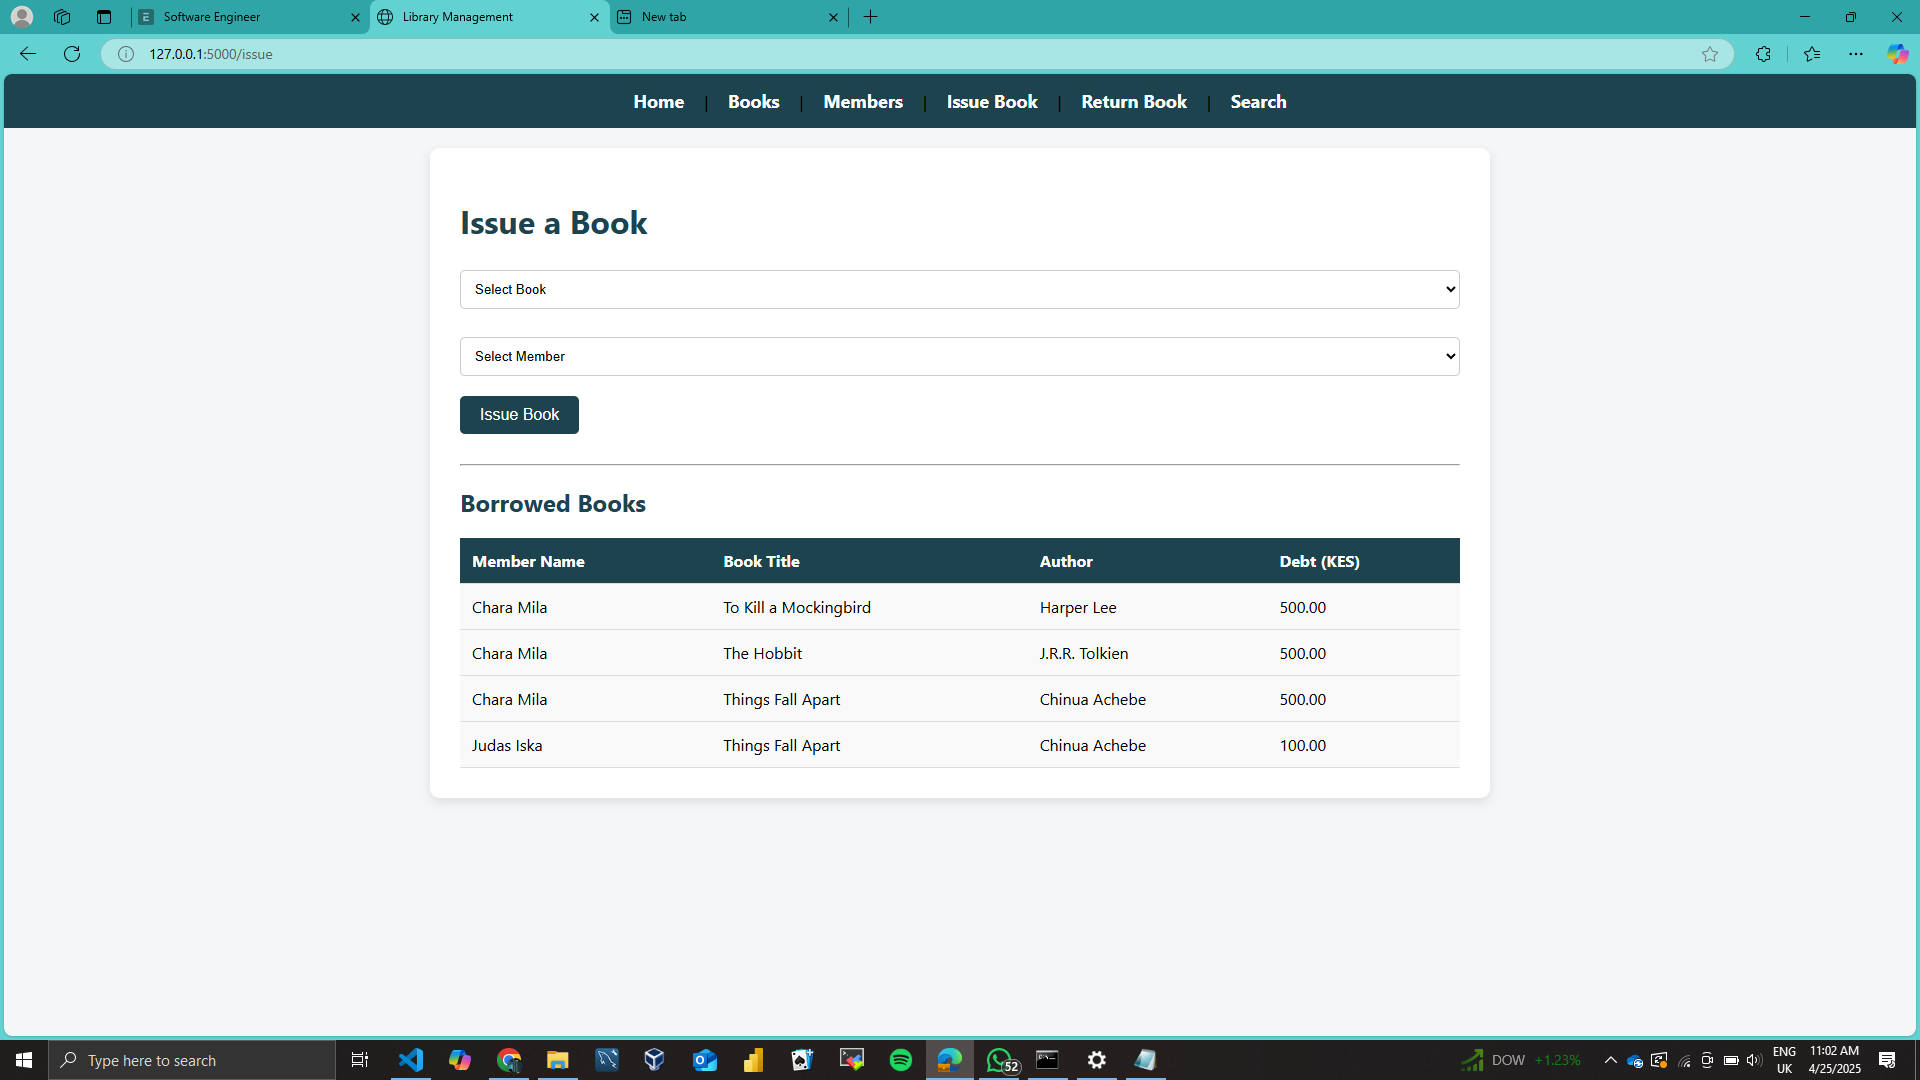 Software Engineer
Library Management
New tab
127.0.0.1:5000/issue
Home | Books | Members | Issue Book | Return Book | Search
Issue a Book
Select Book
Select Member
Issue Book
Borrowed Books
Member Name Book Title Author Debt (KES)
Chara Mila To Kill a Mockingbird Harper Lee 500.00
Chara Mila The Hobbit J.R.R. Tolkien 500.00
Chara Mila Things Fall Apart Chinua Achebe 500.00
Judas Iska Things Fall Apart Chinua Achebe 100.00
Type here to search
52
DOW +1.23%
ENG
UK
11:02 AM
4/25/2025